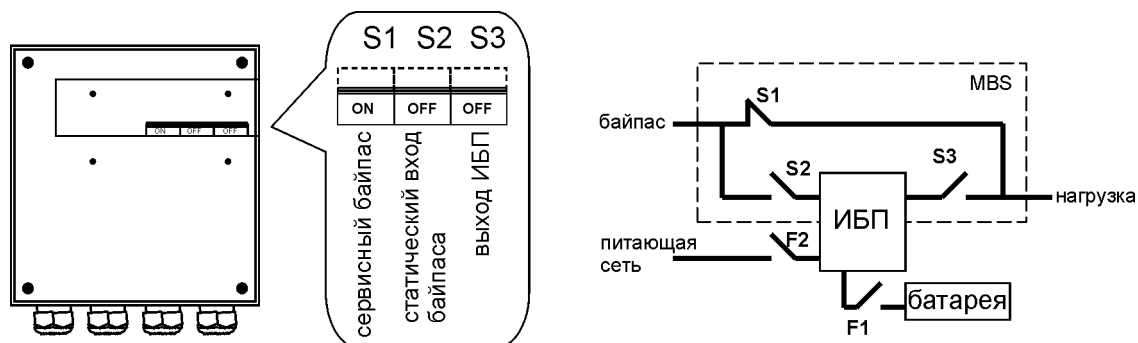 S1 S2 S3
ON OFF OFF
ON OFF OFF
сервисный байпас
статический вход
байпаса
выход ИБП
MBS
S1
байпас
S2
S3
ИБП
нагрузка
питающая
сеть
F2
батарея
F1